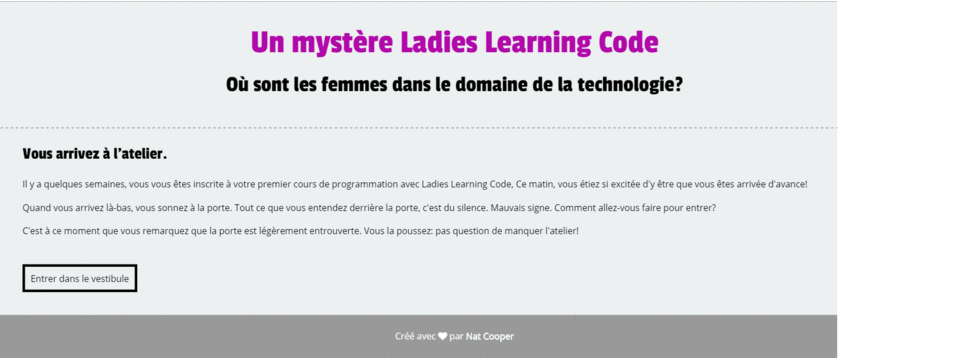 Un mystère Ladies Learning Code
Où sont les femmes dans le domaine de la technologie?
Vous arrivez à l'atelier.
Il y a quelques semaines, vous vous êtes inscrite à votre premier cours de programmation avec Ladies Learning Code, Ce matin, vous étiez si excitée d'y être que vous êtes arrivée d'avance!
Quand vous arrivez là-bas, vous sonnez à la porte. Tout ce que vous entendez derrière la porte, c'est du silence. Mauvais signe. Comment allez-vous faire pour entrer?
C'est à ce moment que vous remarquez que la porte est légèrement entrouverte. Vous la poussez: pas question de manquer l'atelier!
Entrer dans le vestibule
Créé avec ♥ par Nat Cooper